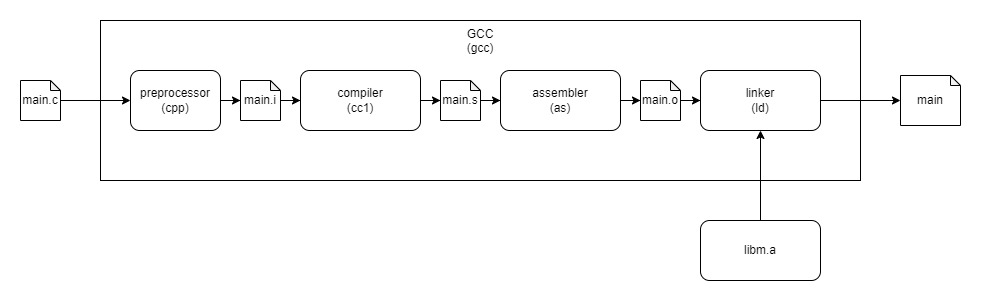 GCC
(gcc)
main.c
preprocessor
(cpp)
main.i
compiler
(cc1)
main.s
assembler
(as)
main.o
linker
(ld)
main
libm.a